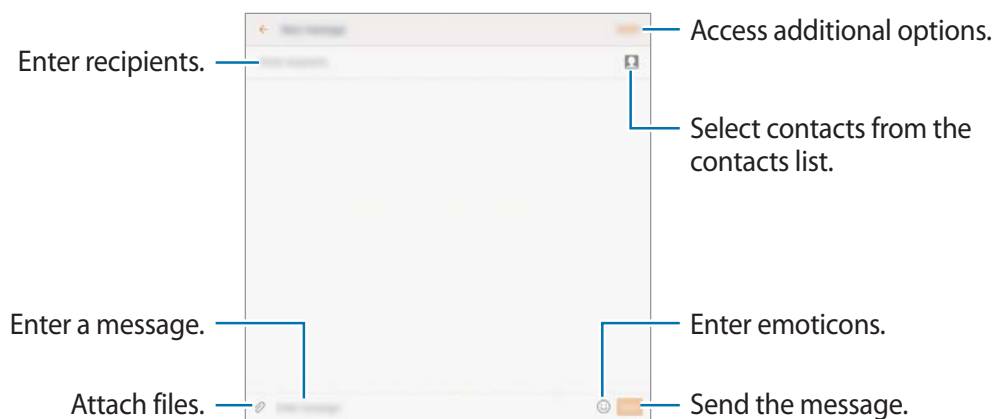 Access additional options.
Enter recipients.
Select contacts from the
contacts list.
Enter a message.
Enter emoticons.
Attach files.
Send the message.